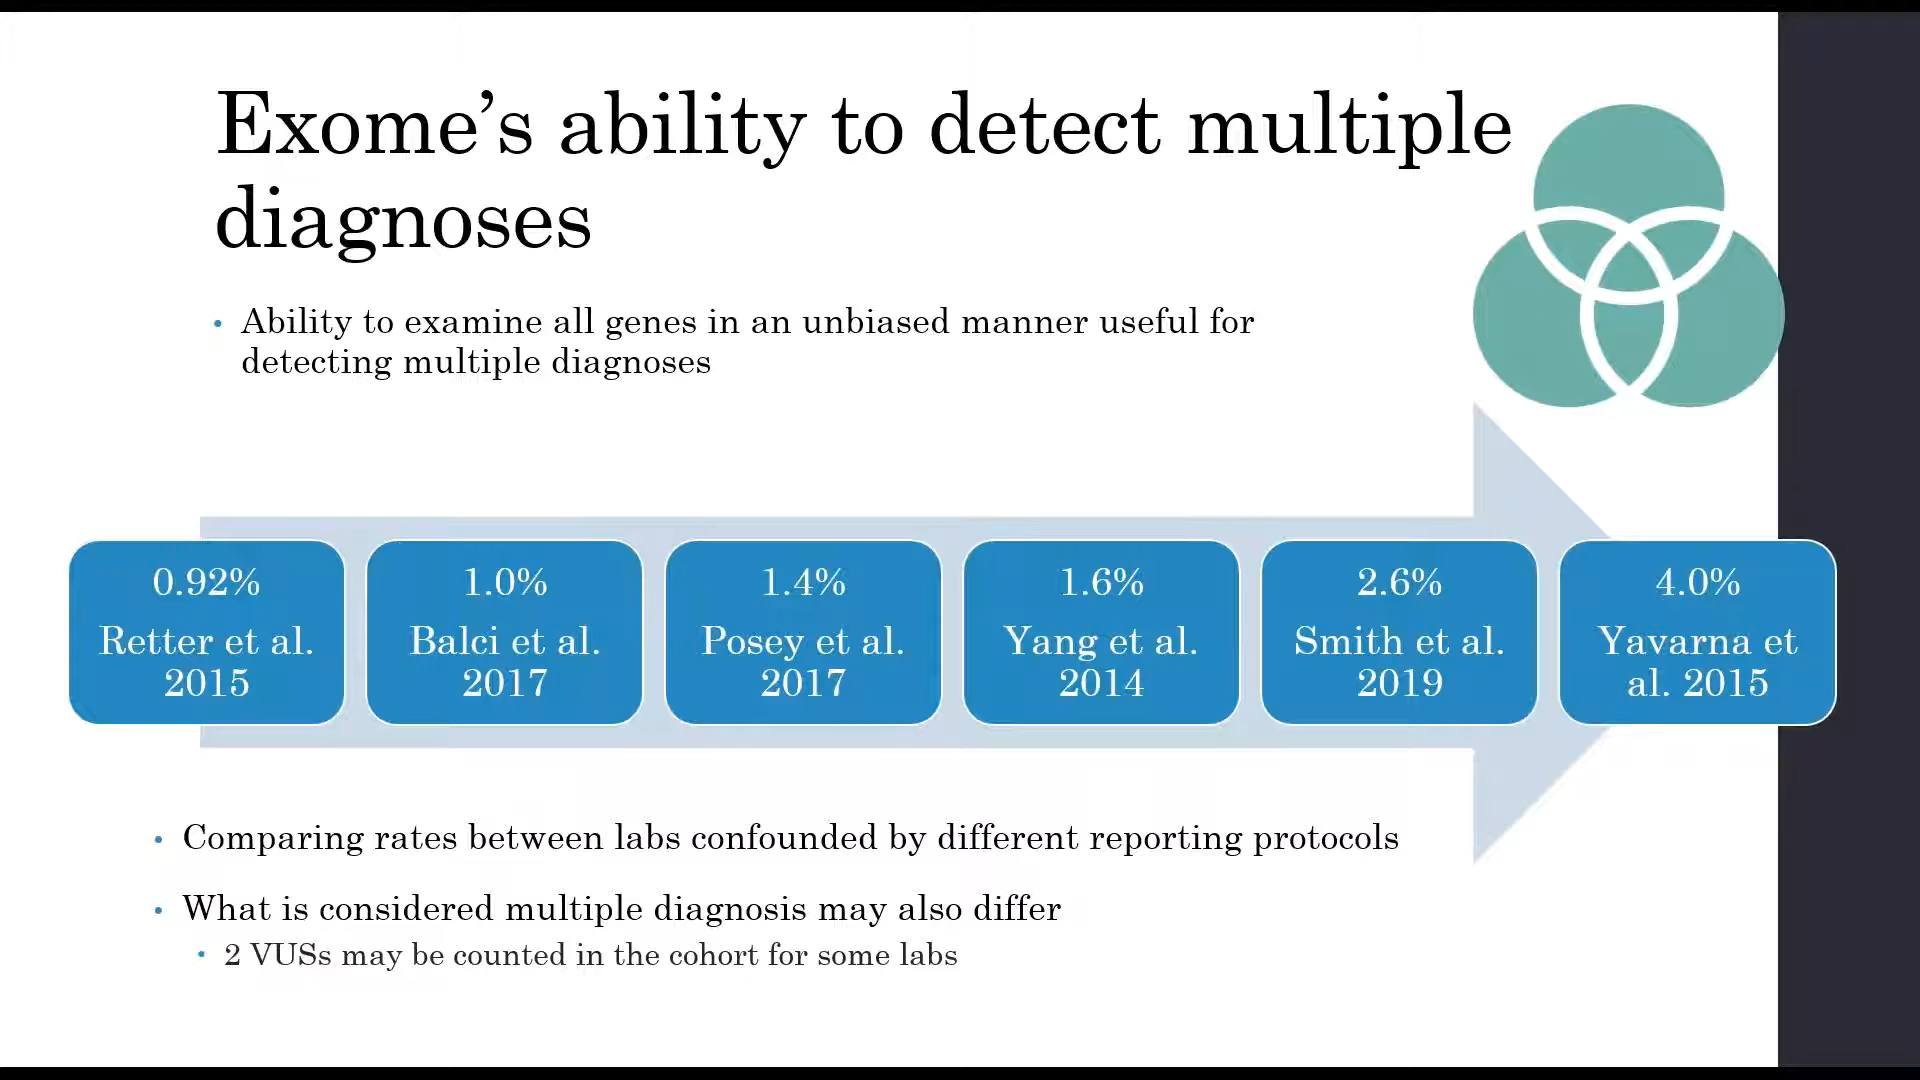 Exome’s ability to detect multiple
diagnoses
• Ability to examine all genes in an unbiased manner useful for
detecting multiple diagnoses
0.92%
Retter et al.
2015
1.0%
Balci et al.
2017
1.4%
Posey et al.
2017
1.6%
Yang et al.
2014
2.6%
Smith et al.
2019
4.0%
Yavarna et
al. 2015
• Comparing rates between labs confounded by different reporting protocols
• What is considered multiple diagnosis may also differ
• 2 VUSs may be counted in the cohort for some labs